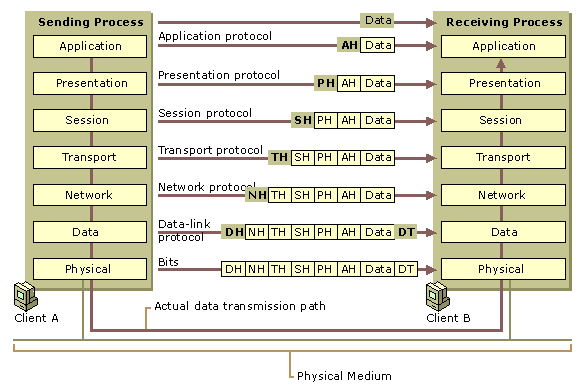 Sending Process Data Receiving Process
Application Application protocol AH Data Application
Presentation Presentation protocol PH AH Data Presentation
Session Session protocol SH PH AH Data Session
Transport Transport protocol TH SH PH AH Data Transport
Network Network protocol NH TH SH PH AH Data Network
Data Data-link protocol DH NH TH SH PH AH Data DT Data
Physical Bits DH NH TH SH PH AH Data DT Physical
Client A Actual data transmission path Client B
Physical Medium